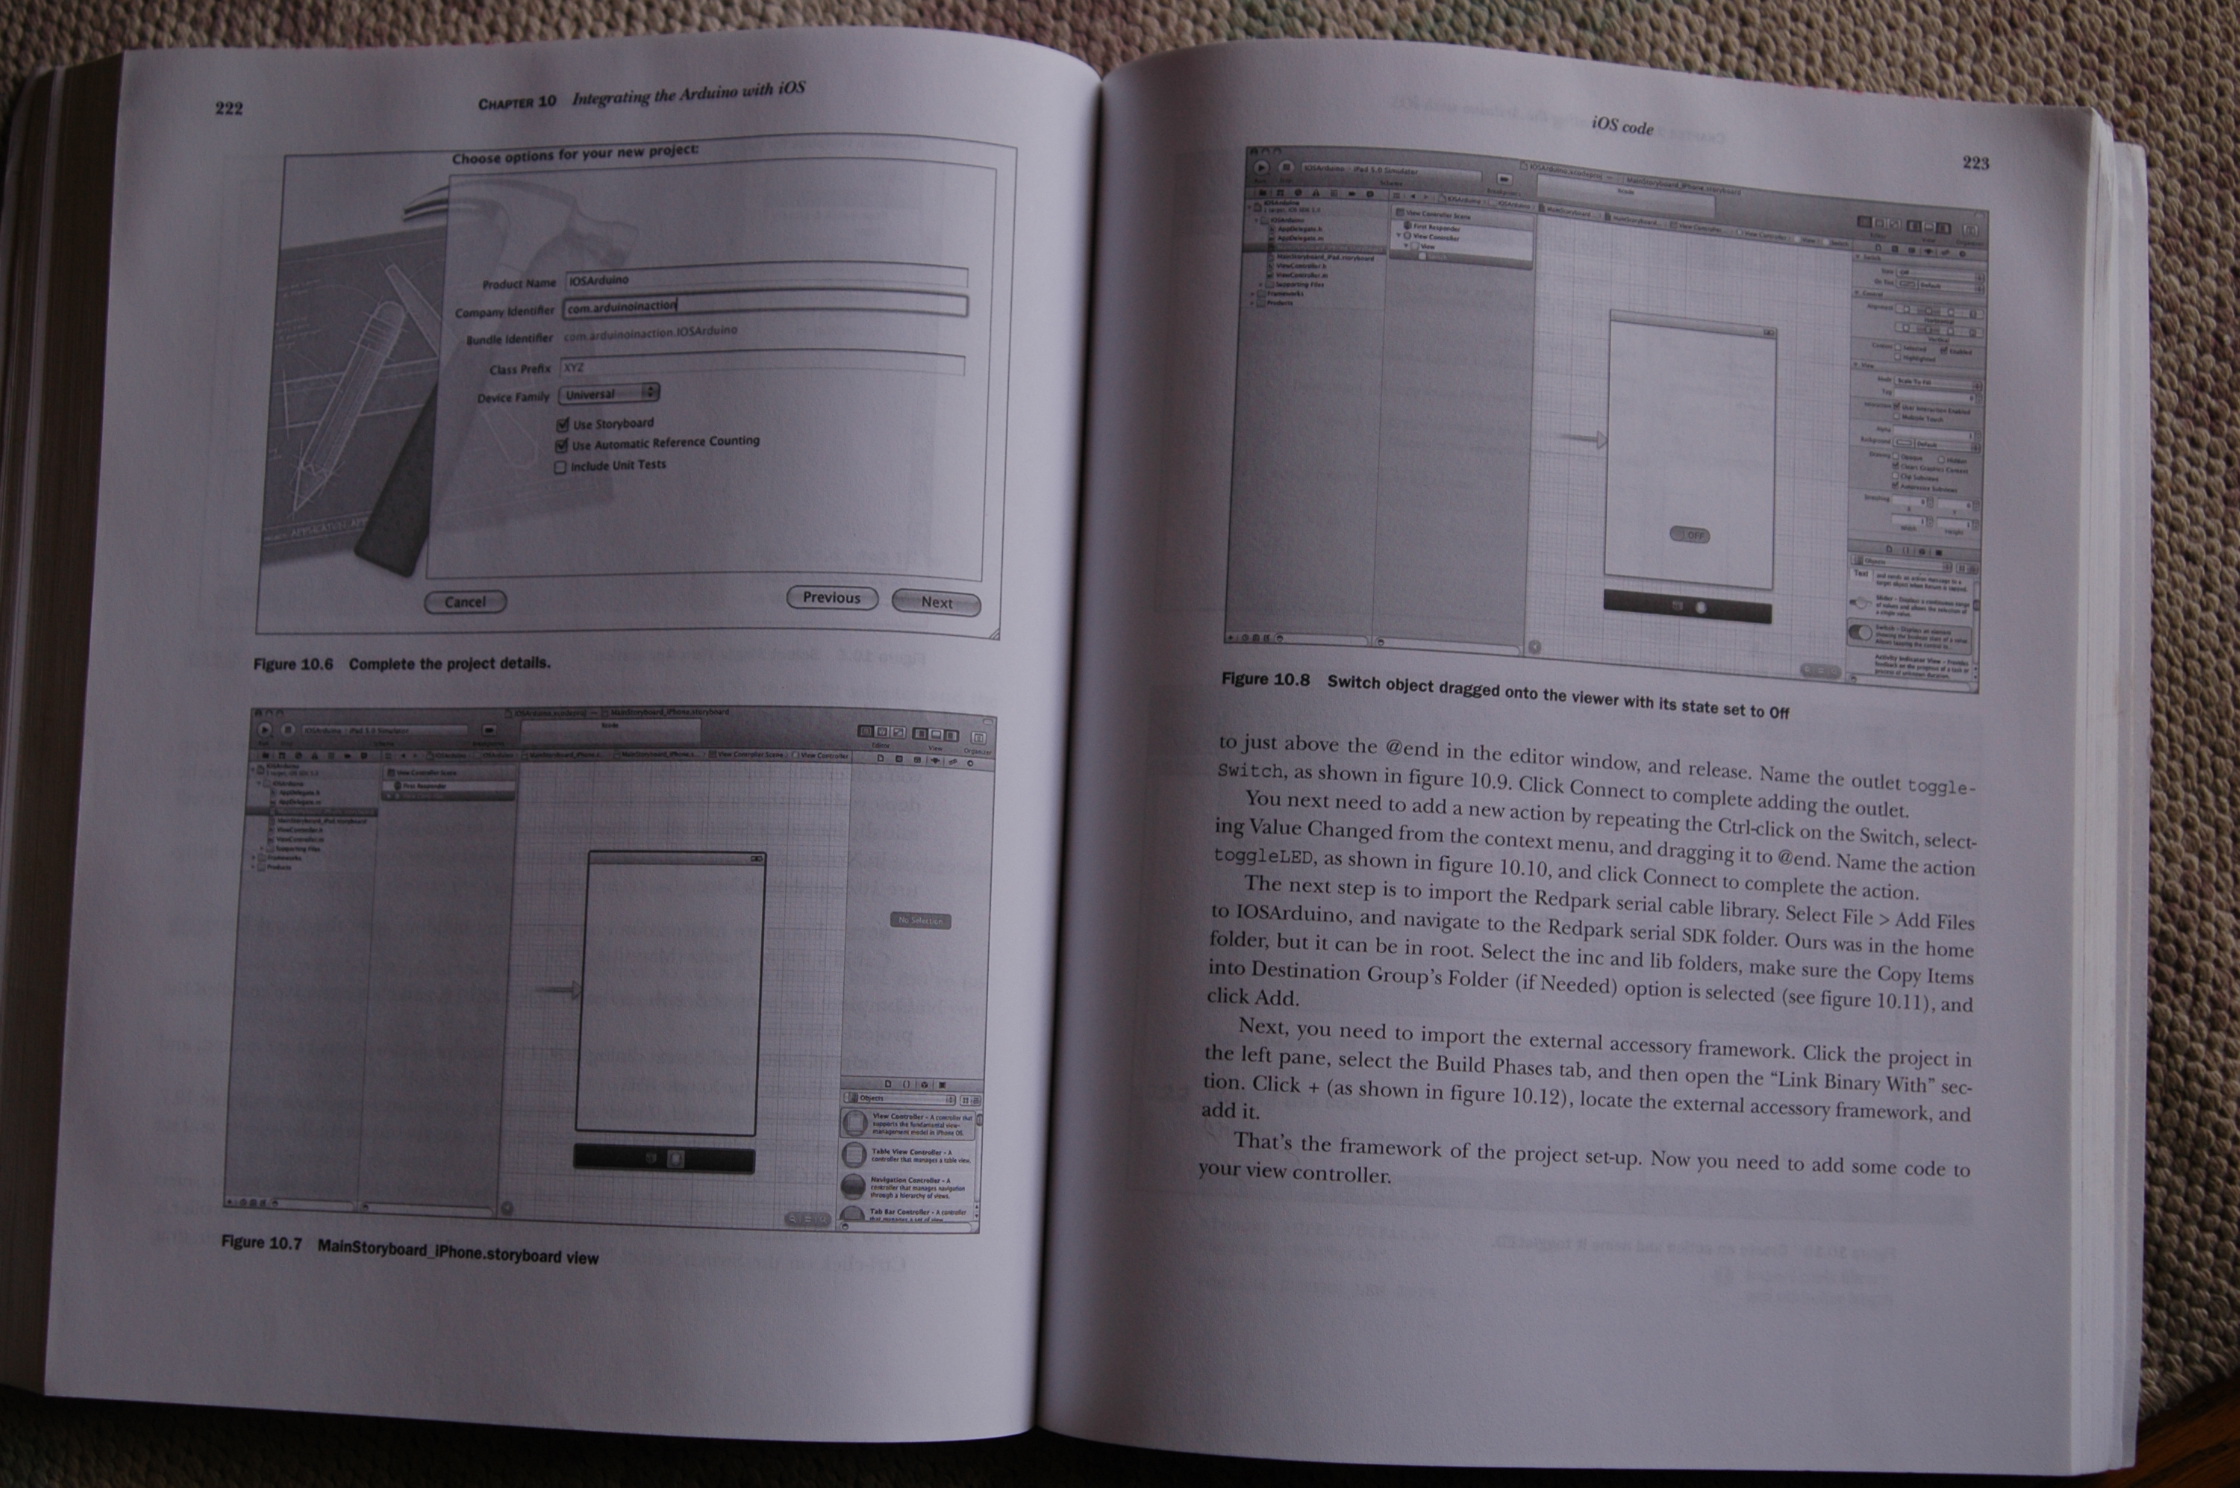 222
CHAPTER 10 Integrating the Arduino with iOS
Choose options for your new project:
Product Name IOSArduino
Company Identifier com.arduinoinaction
Bundle Identifier com.arduinoinaction.IOSArduino
Class Prefix XYZ
Device Family Universal
Use Storyboard
Use Automatic Reference Counting
Include Unit Tests
Cancel
Previous
Next
Figure 10.6 Complete the project details.
No Selection
Objects
View Controller - A controller that
supports the fundamental view-
management model in iPhone OS.
Table View Controller - A
controller that manages a table view.
Navigation Controller - A
controller that manages navigation
through a hierarchy of views.
Tab Bar Controller - A controller
Figure 10.7 MainStoryboard_iPhone.storyboard view
iOS code
223
View Controller Scene
First Responder
View Controller
View
OFF
Figure 10.8 Switch object dragged onto the viewer with its state set to Off
to just above the @end in the editor window, and release. Name the outlet toggle-
Switch, as shown in figure 10.9. Click Connect to complete adding the outlet.
You next need to add a new action by repeating the Ctrl-click on the Switch, select-
ing Value Changed from the context menu, and dragging it to @end. Name the action
toggleLED, as shown in figure 10.10, and click Connect to complete the action.
The next step is to import the Redpark serial cable library. Select File > Add Files
to IOSArduino, and navigate to the Redpark serial SDK folder. Ours was in the home
folder, but it can be in root. Select the inc and lib folders, make sure the Copy Items
into Destination Group's Folder (if Needed) option is selected (see figure 10.11), and
click Add.
Next, you need to import the external accessory framework. Click the project in
the left pane, select the Build Phases tab, and then open the “Link Binary With” sec-
tion. Click + (as shown in figure 10.12), locate the external accessory framework, and
add it.
That's the framework of the project set-up. Now you need to add some code to
your view controller.